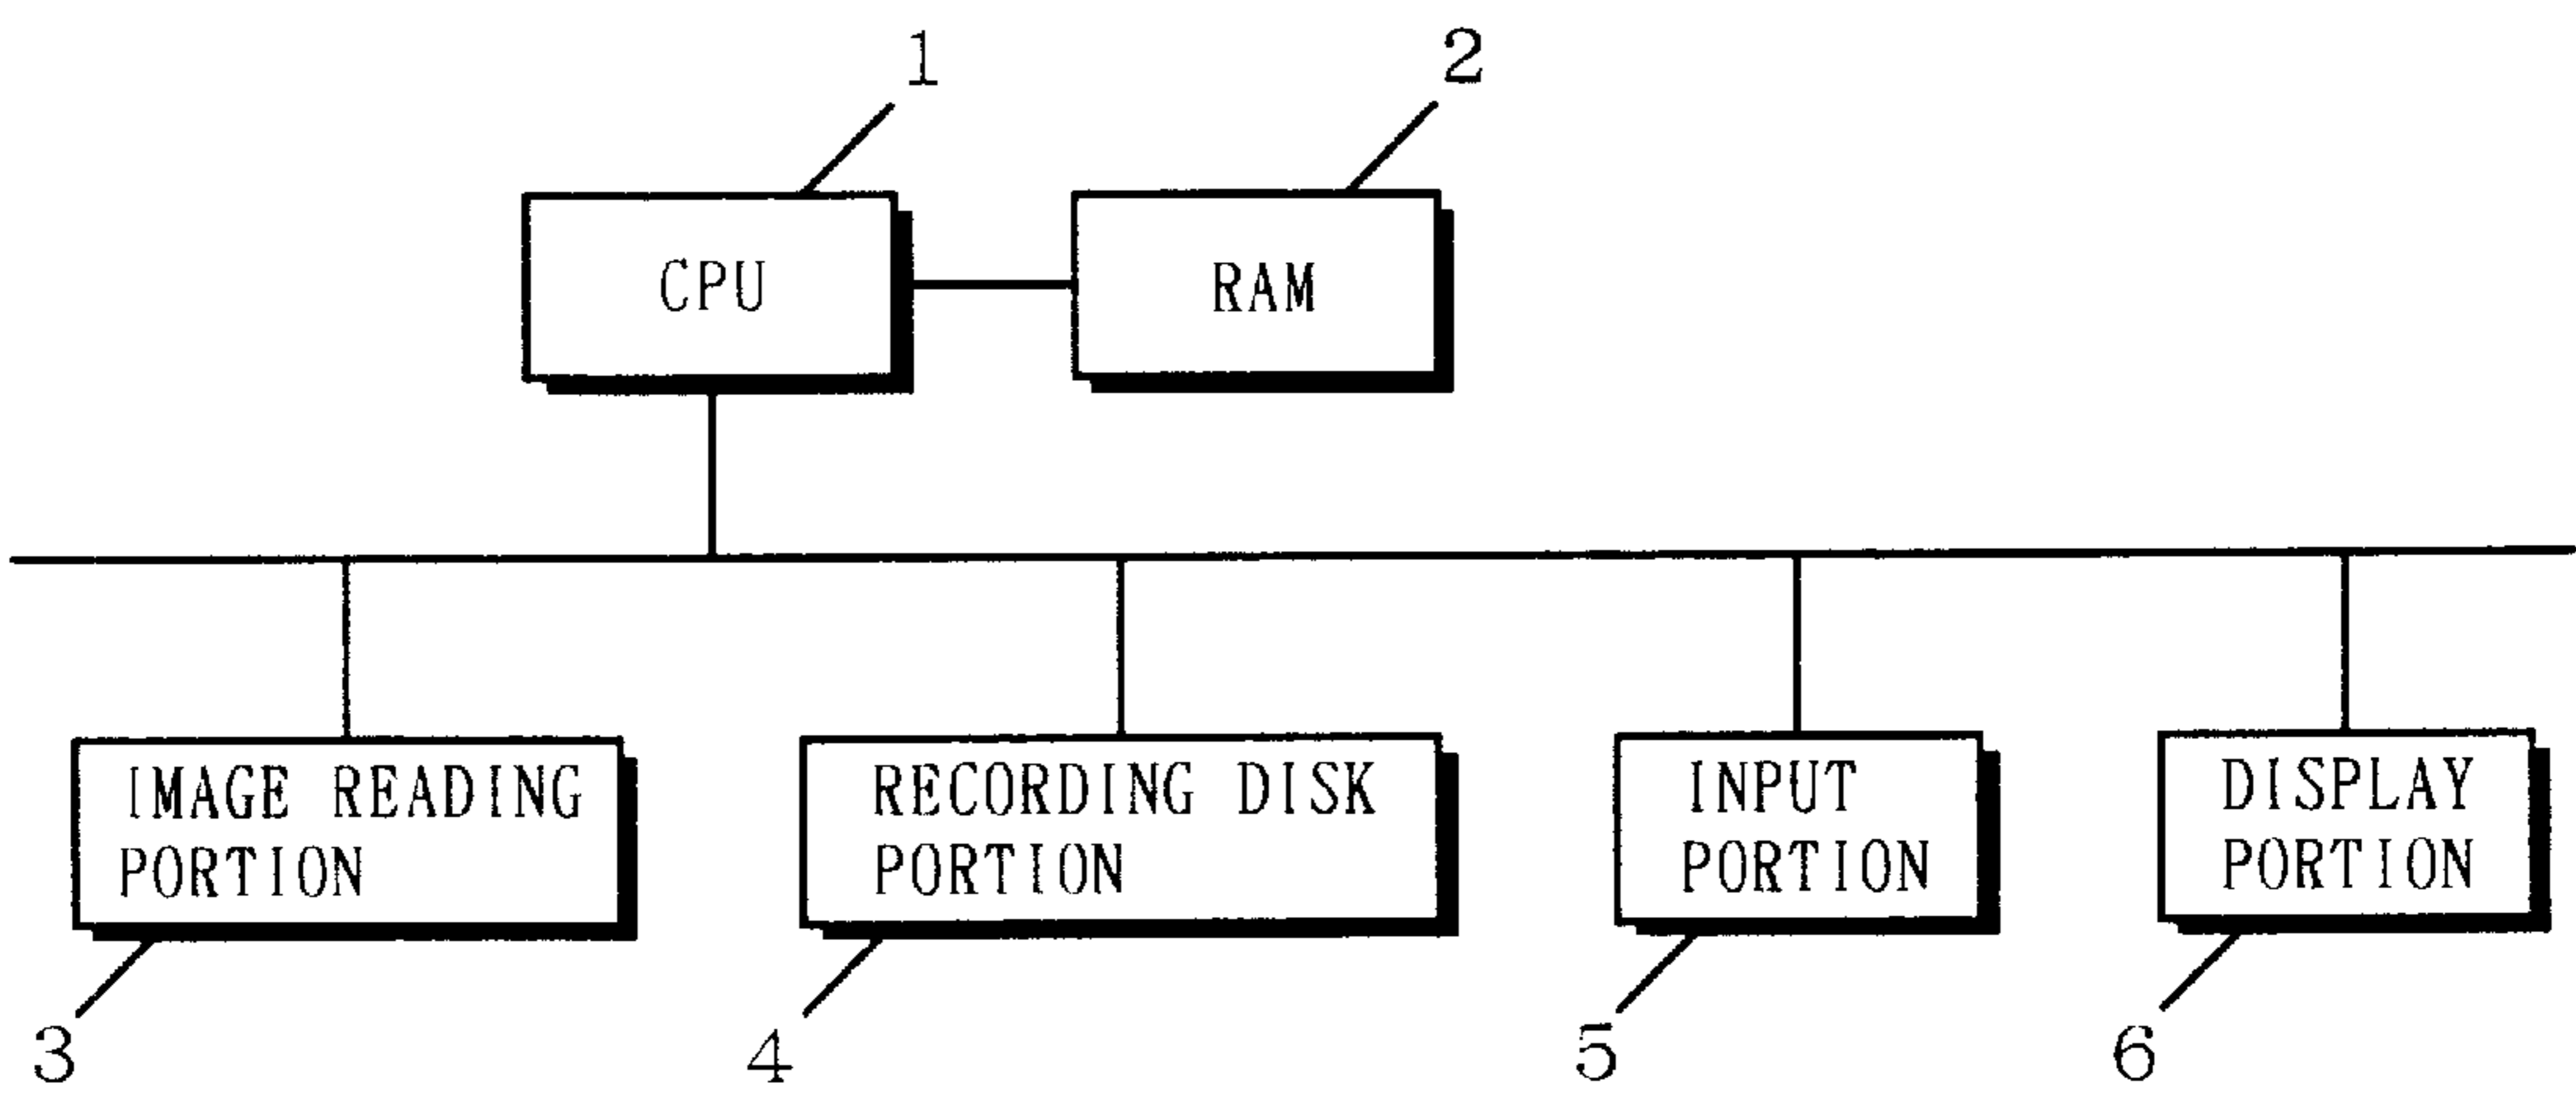 1
2
CPU
RAM
IMAGE READING
PORTION
RECORDING DISK
PORTION
INPUT
PORTION
DISPLAY
PORTION
3
4
5
6